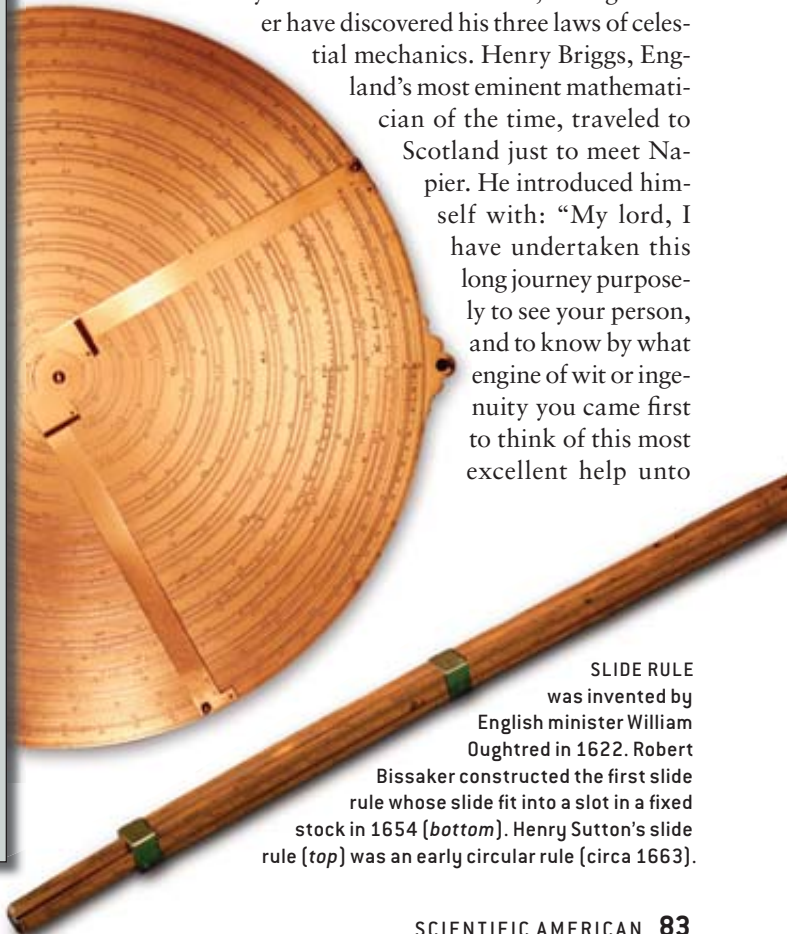 er have discovered his three laws of celes-
tial mechanics. Henry Briggs, Eng-
land's most eminent mathemati-
cian of the time, traveled to
Scotland just to meet Na-
pier. He introduced him-
self with: “My lord, I
have undertaken this
long journey purpose-
ly to see your person,
and to know by what
engine of wit or inge-
nuity you came first
to think of this most
excellent help unto
SLIDE RULE
was invented by
English minister William
Oughtred in 1622. Robert
Bissaker constructed the first slide
rule whose slide fit into a slot in a fixed
stock in 1654 (bottom). Henry Sutton's slide
rule (top) was an early circular rule (circa 1663).
SCIENTIFIC AMERICAN 83